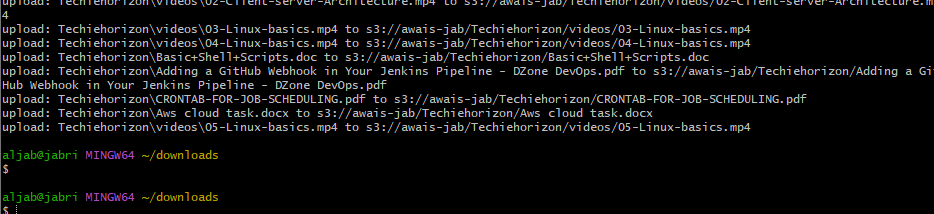 upload: Techiehorizon\videos\02-Client-server-Architecture.mp4 to s3://awais-jab/Techiehorizon/videos/02-Client-server-Architecture.m
4
upload: Techiehorizon\videos\03-Linux-basics.mp4 to s3://awais-jab/Techiehorizon/videos/03-Linux-basics.mp4
upload: Techiehorizon\videos\04-Linux-basics.mp4 to s3://awais-jab/Techiehorizon/videos/04-Linux-basics.mp4
upload: Techiehorizon\Basic+Shell+Scripts.doc to s3://awais-jab/Techiehorizon/Basic+Shell+Scripts.doc
upload: Techiehorizon\Adding a GitHub Webhook in Your Jenkins Pipeline - DZone DevOps.pdf to s3://awais-jab/Techiehorizon/Adding a Gi
Hub Webhook in Your Jenkins Pipeline - DZone DevOps.pdf
upload: Techiehorizon\CRONTAB-FOR-JOB-SCHEDULING.pdf to s3://awais-jab/Techiehorizon/CRONTAB-FOR-JOB-SCHEDULING.pdf
upload: Techiehorizon\Aws cloud task.docx to s3://awais-jab/Techiehorizon/Aws cloud task.docx
upload: Techiehorizon\videos\05-Linux-basics.mp4 to s3://awais-jab/Techiehorizon/videos/05-Linux-basics.mp4
aljab@jabri MINGW64 ~/downloads
$
aljab@jabri MINGW64 ~/downloads
$